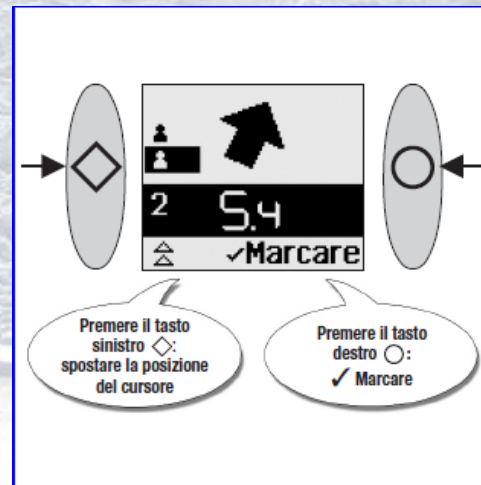 2 5.4
✓Marcare
Premere il tasto
sinistro ◇:
spostare la posizione
del cursore
Premere il tasto
destro ○:
✓ Marcare